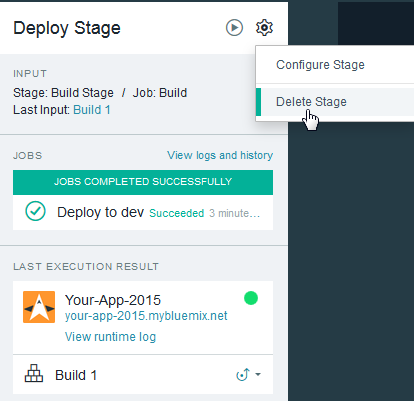 Deploy Stage
Configure Stage
Delete Stage
INPUT
Stage: Build Stage / Job: Build
Last Input: Build 1
JOBS
View logs and history
JOBS COMPLETED SUCCESSFULLY
Deploy to dev Succeeded 3 minute...
LAST EXECUTION RESULT
Your-App-2015
your-app-2015.mybluemix.net
View runtime log
Build 1